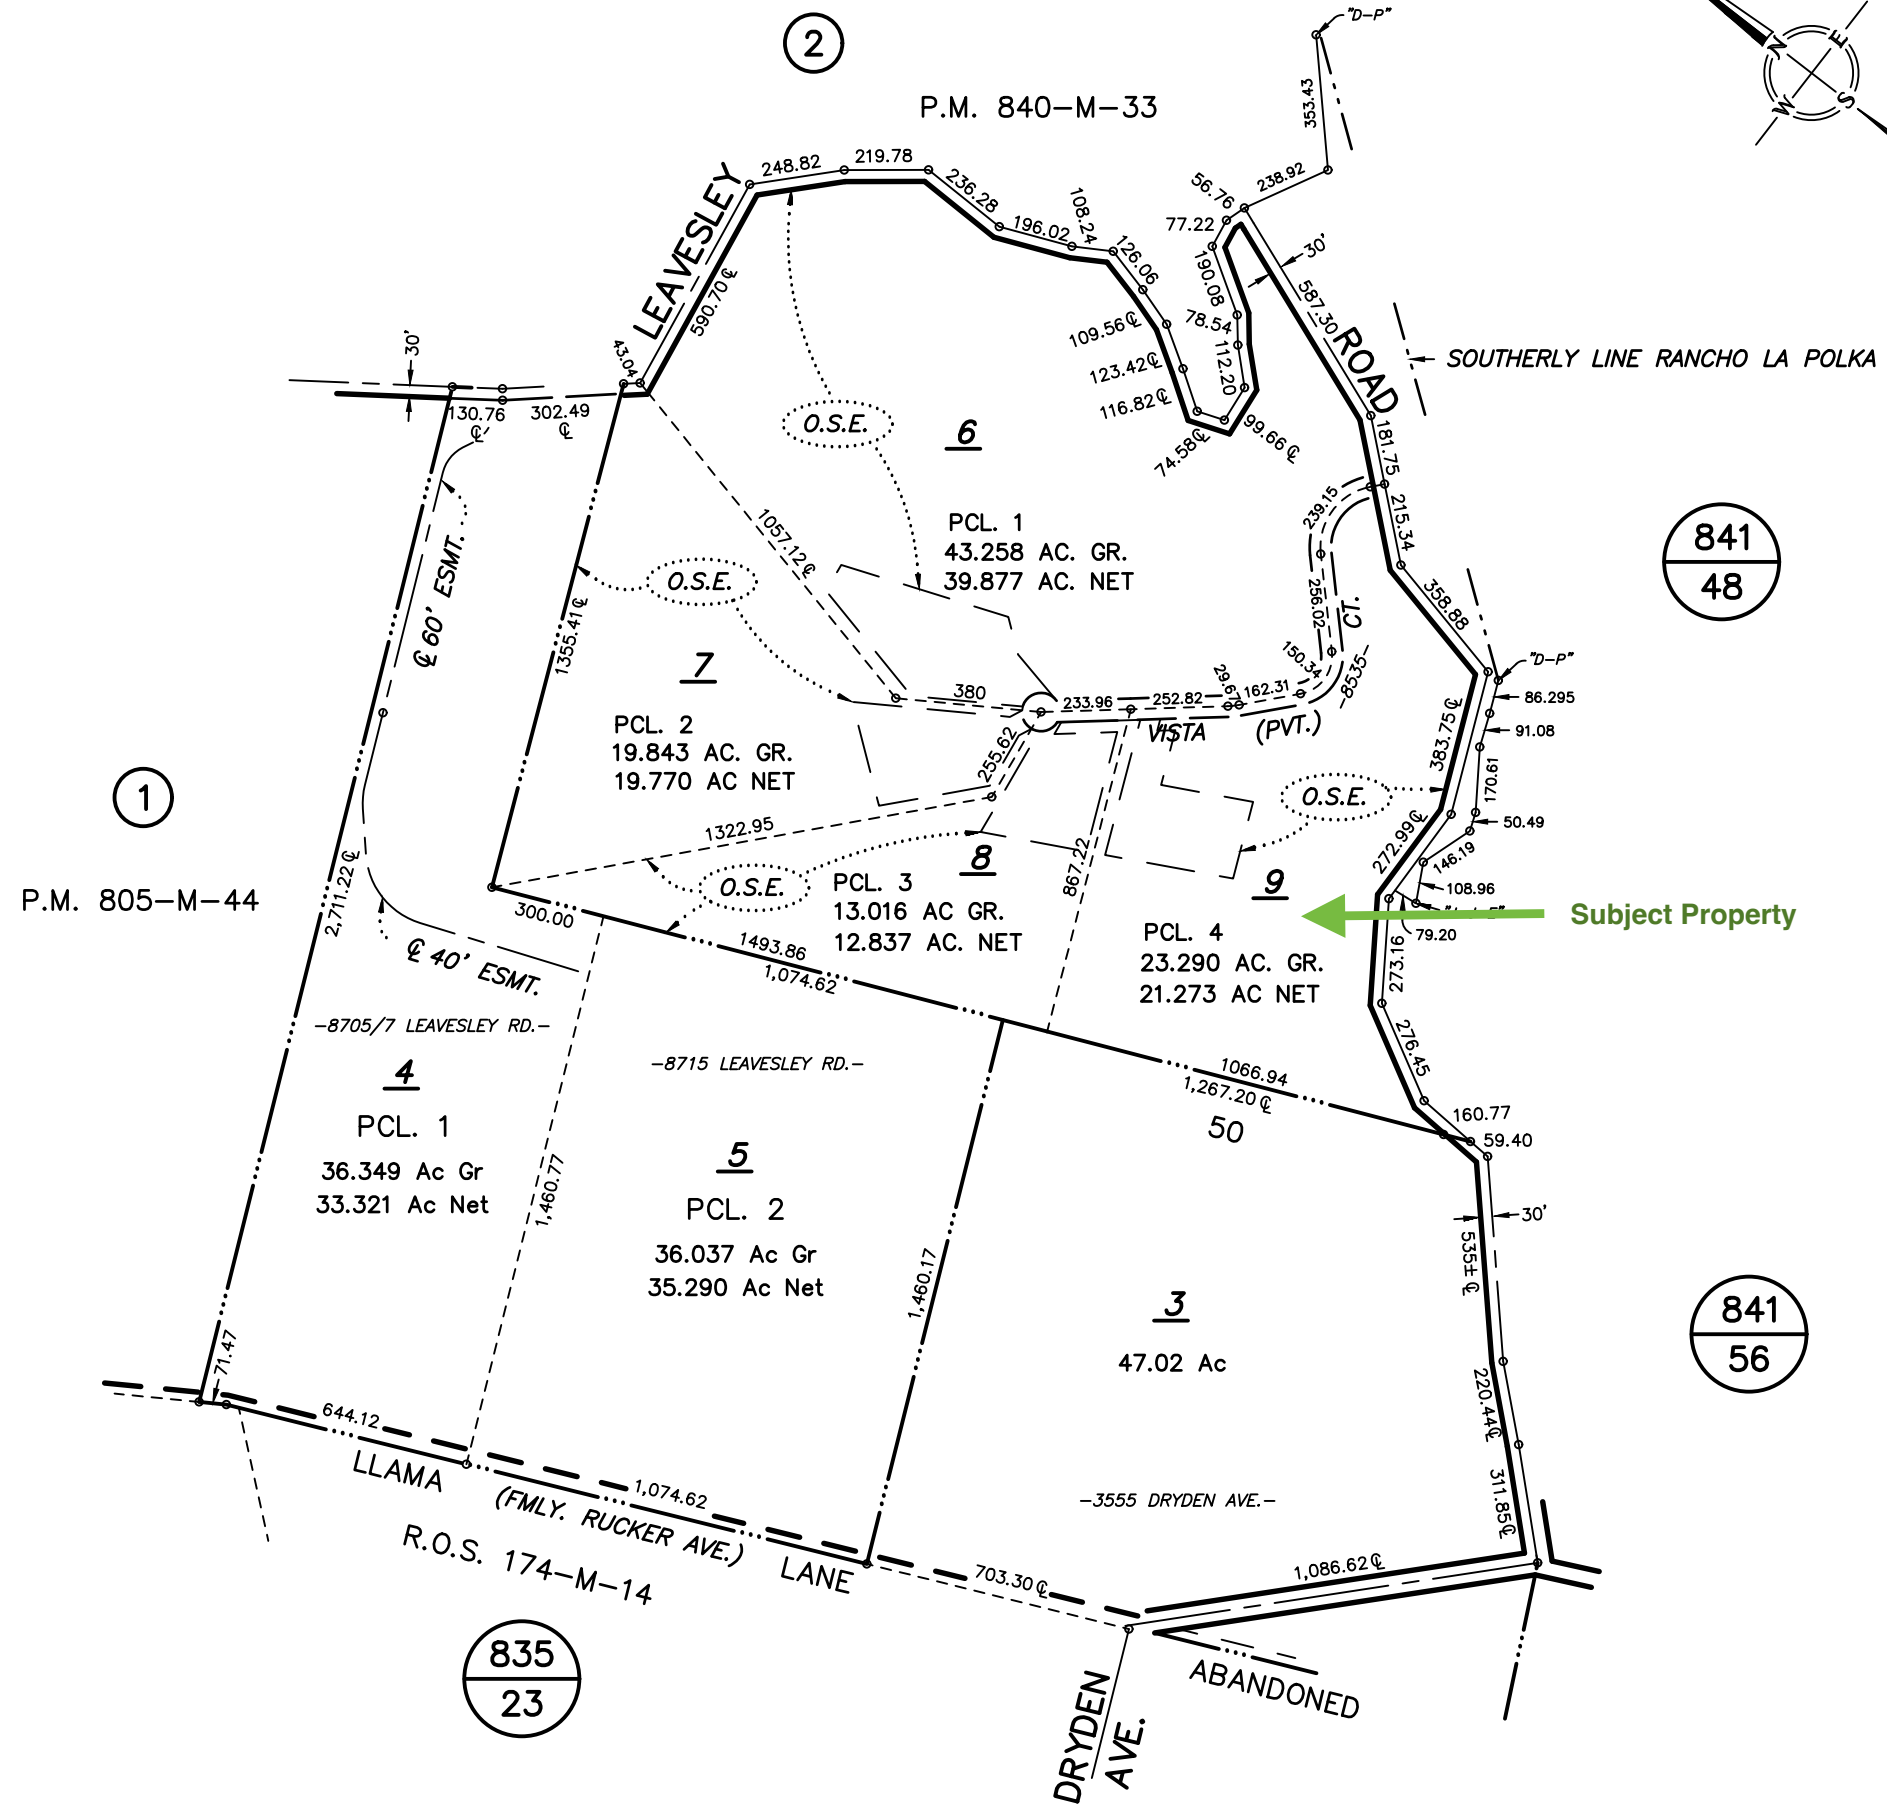 2
"D-P"
P.M. 840-M-33
353.43
N
E
W
S
248.82
219.78
236.28
196.02
108.24
126.06
56.76
238.92
77.22
190.08
30'
587.30
LEAVESLEY
590.70 ℄
43.04
30'
109.56 ℄
123.42 ℄
116.82 ℄
78.54
112.20
74.58 ℄
99.66 ℄
ROAD
SOUTHERLY LINE RANCHO LA POLKA
130.76
℄
302.49
℄
O.S.E.
6
181.75
239.15
215.34
1057.12 ℄
PCL. 1
43.258 AC. GR.
39.877 AC. NET
841
48
℄ 60' ESMT.
O.S.E.
1355.41 ℄
256.02
CT.
358.88
7
380
233.96
252.82
29.67
162.31
150.34
-8535-
"D-P"
86.295
91.08
PCL. 2
19.843 AC. GR.
19.770 AC NET
VISTA
(PVT.)
255.62
383.75 ℄
170.61
1
O.S.E.
50.49
1322.95
867.22
272.99 ℄
146.19
8
9
108.96
O.S.E.
PCL. 3
13.016 AC GR.
12.837 AC. NET
P.M. 805-M-44
2,711.22 ℄
300.00
Subject Property
79.20
PCL. 4
23.290 AC. GR.
21.273 AC NET
273.16
1493.86
1,074.62
℄ 40' ESMT.
-8705/7 LEAVESLEY RD.-
-8715 LEAVESLEY RD.-
276.45
4
PCL. 1
36.349 Ac Gr
33.321 Ac Net
1066.94
1,267.20 ℄
50
160.77
59.40
5
PCL. 2
36.037 Ac Gr
35.290 Ac Net
1,460.77
30'
535± ℄
1,460.17
3
47.02 Ac
841
56
71.47
220.44 ℄
644.12
LLAMA
1,074.62
(FMLY. RUCKER AVE.)
-3555 DRYDEN AVE.-
311.85 ℄
R.O.S. 174-M-14
LANE
703.30 ℄
1,086.62 ℄
835
23
ABANDONED
DRYDEN
AVE.